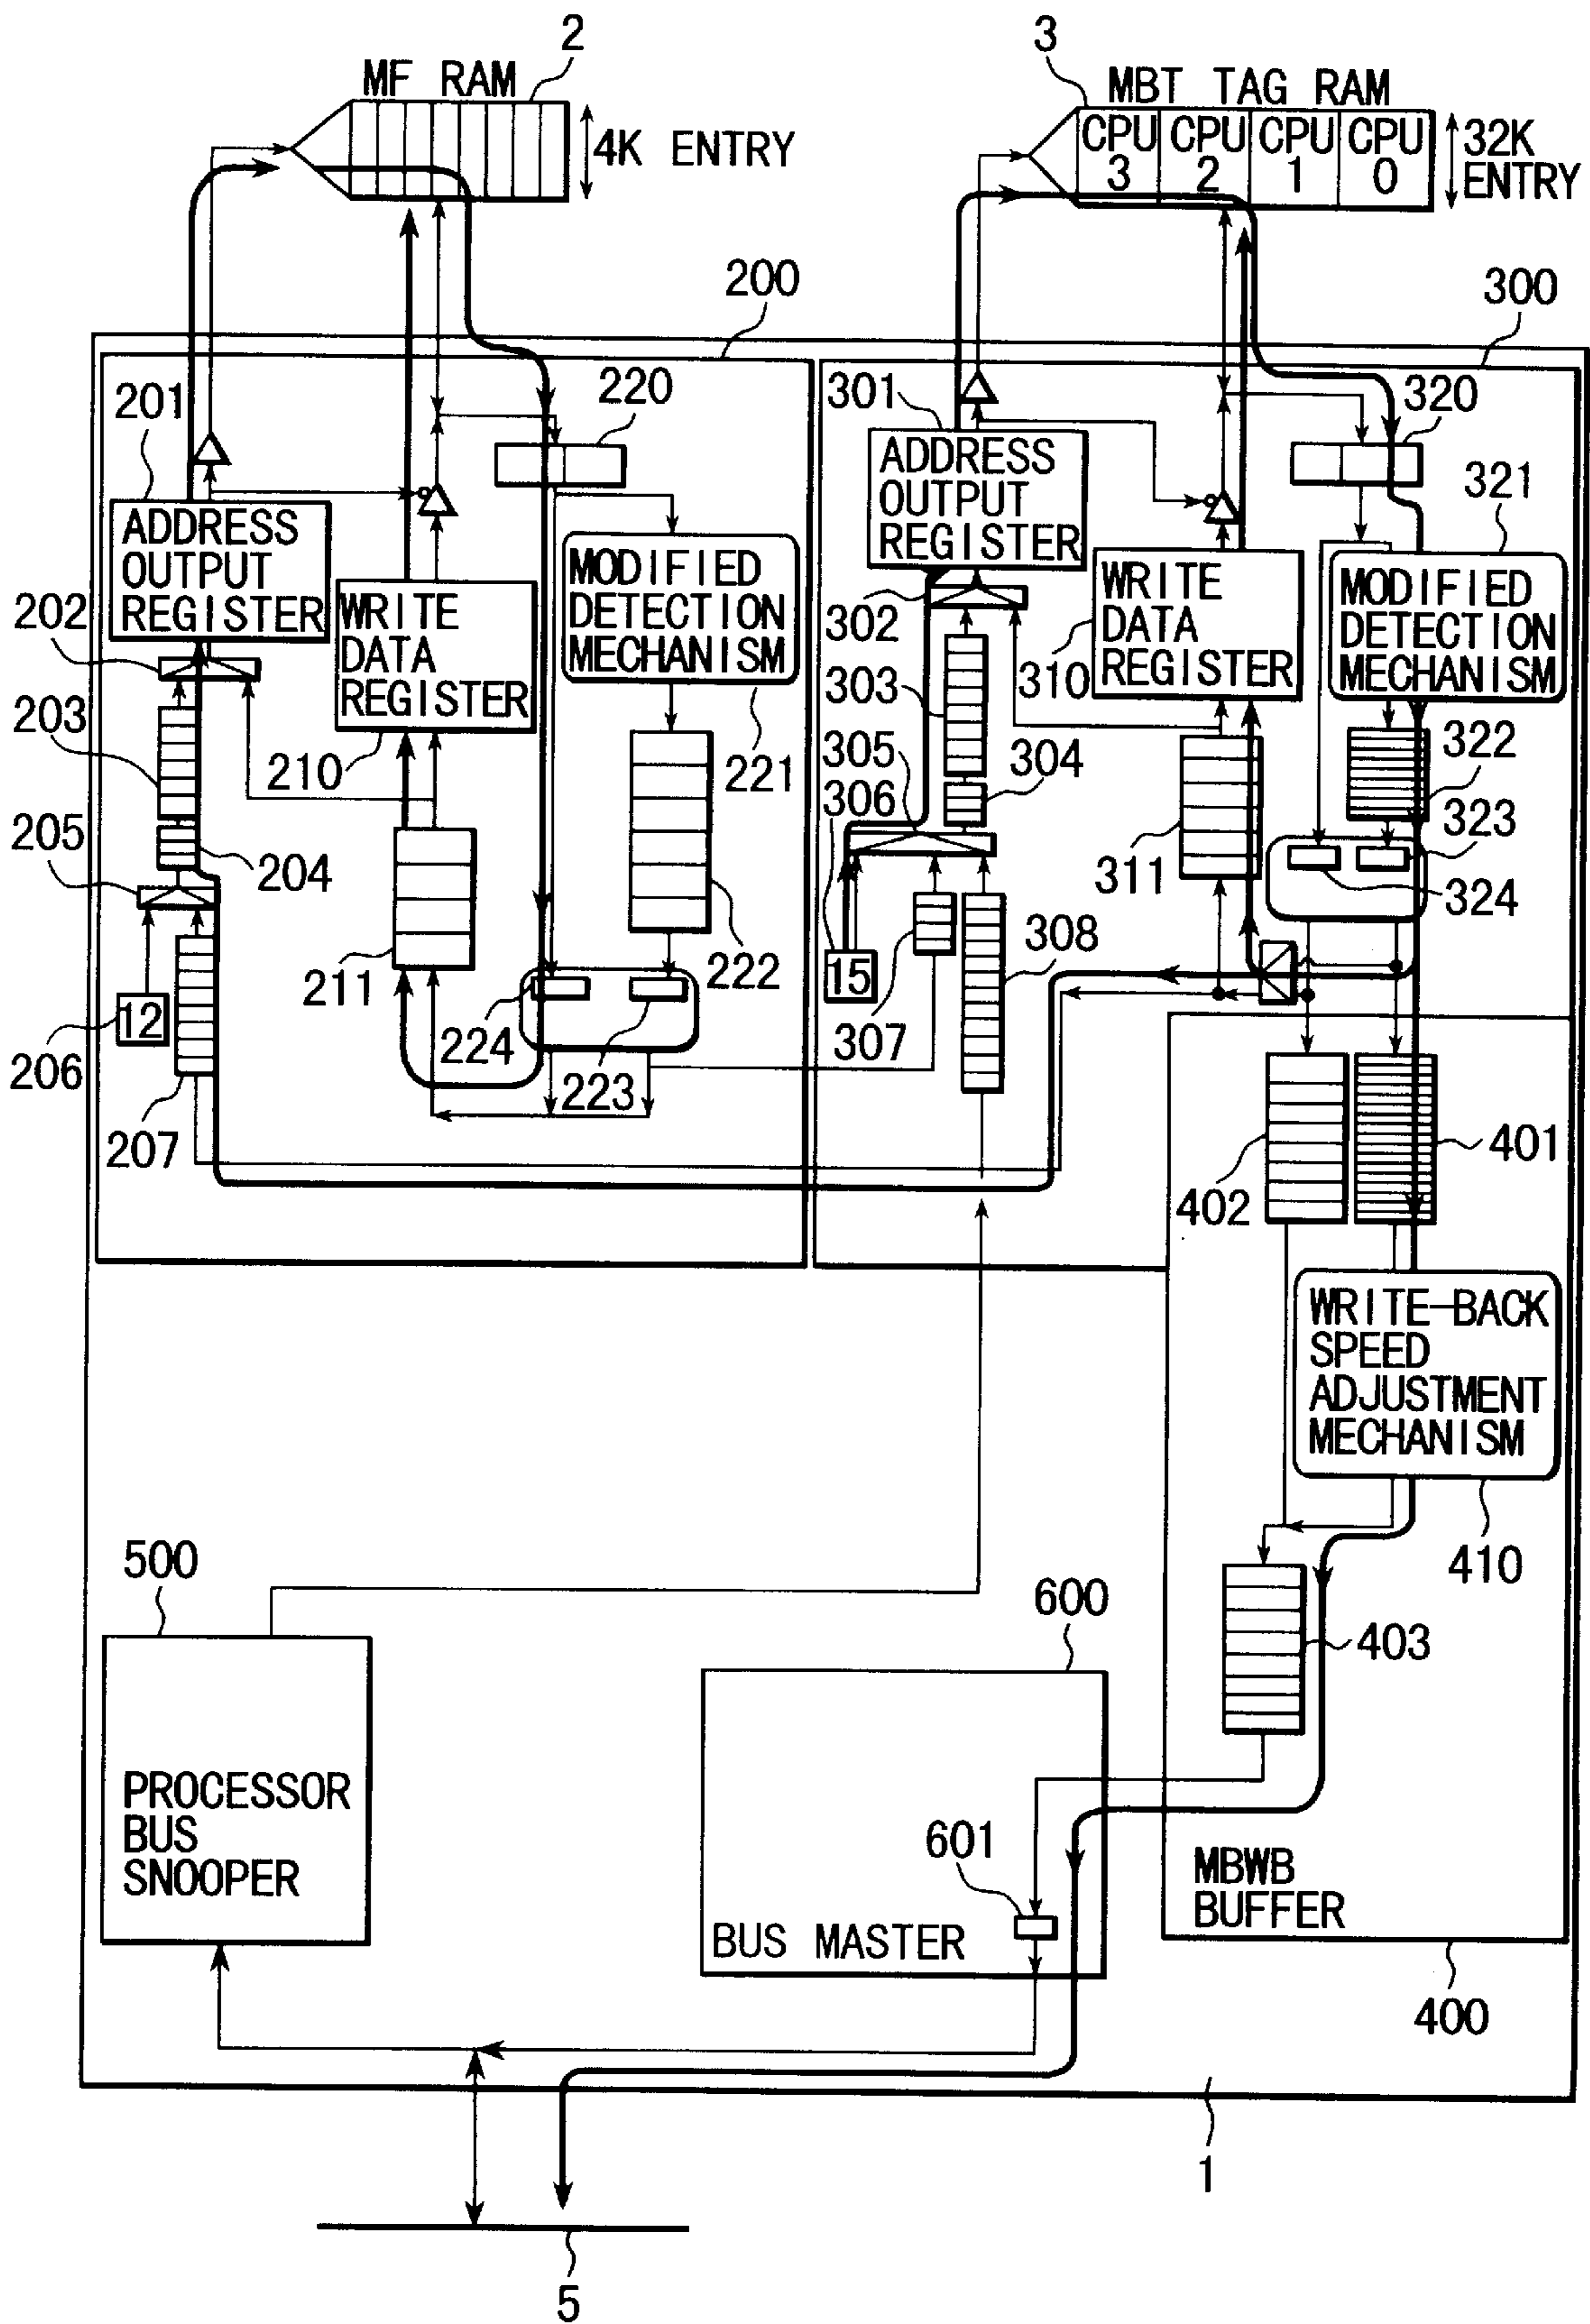 2
3
MF RAM
MBT TAG RAM
4K ENTRY
CPU 3
CPU 2
CPU 1
CPU 0
32K ENTRY
200
300
201
220
301
320
ADDRESS
OUTPUT
REGISTER
ADDRESS
OUTPUT
REGISTER
321
MODIFIED
DETECTION
MECHANISM
WRITE
DATA
REGISTER
WRITE
DATA
REGISTER
MODIFIED
DETECTION
MECHANISM
202
302
203
303
310
210
221
304
322
305
306
323
205
204
311
324
211
222
308
12
15
206
224
223
307
207
402
401
WRITE-BACK
SPEED
ADJUSTMENT
MECHANISM
410
500
600
403
PROCESSOR
BUS
SNOOPER
601
BUS MASTER
MBWB
BUFFER
400
1
5